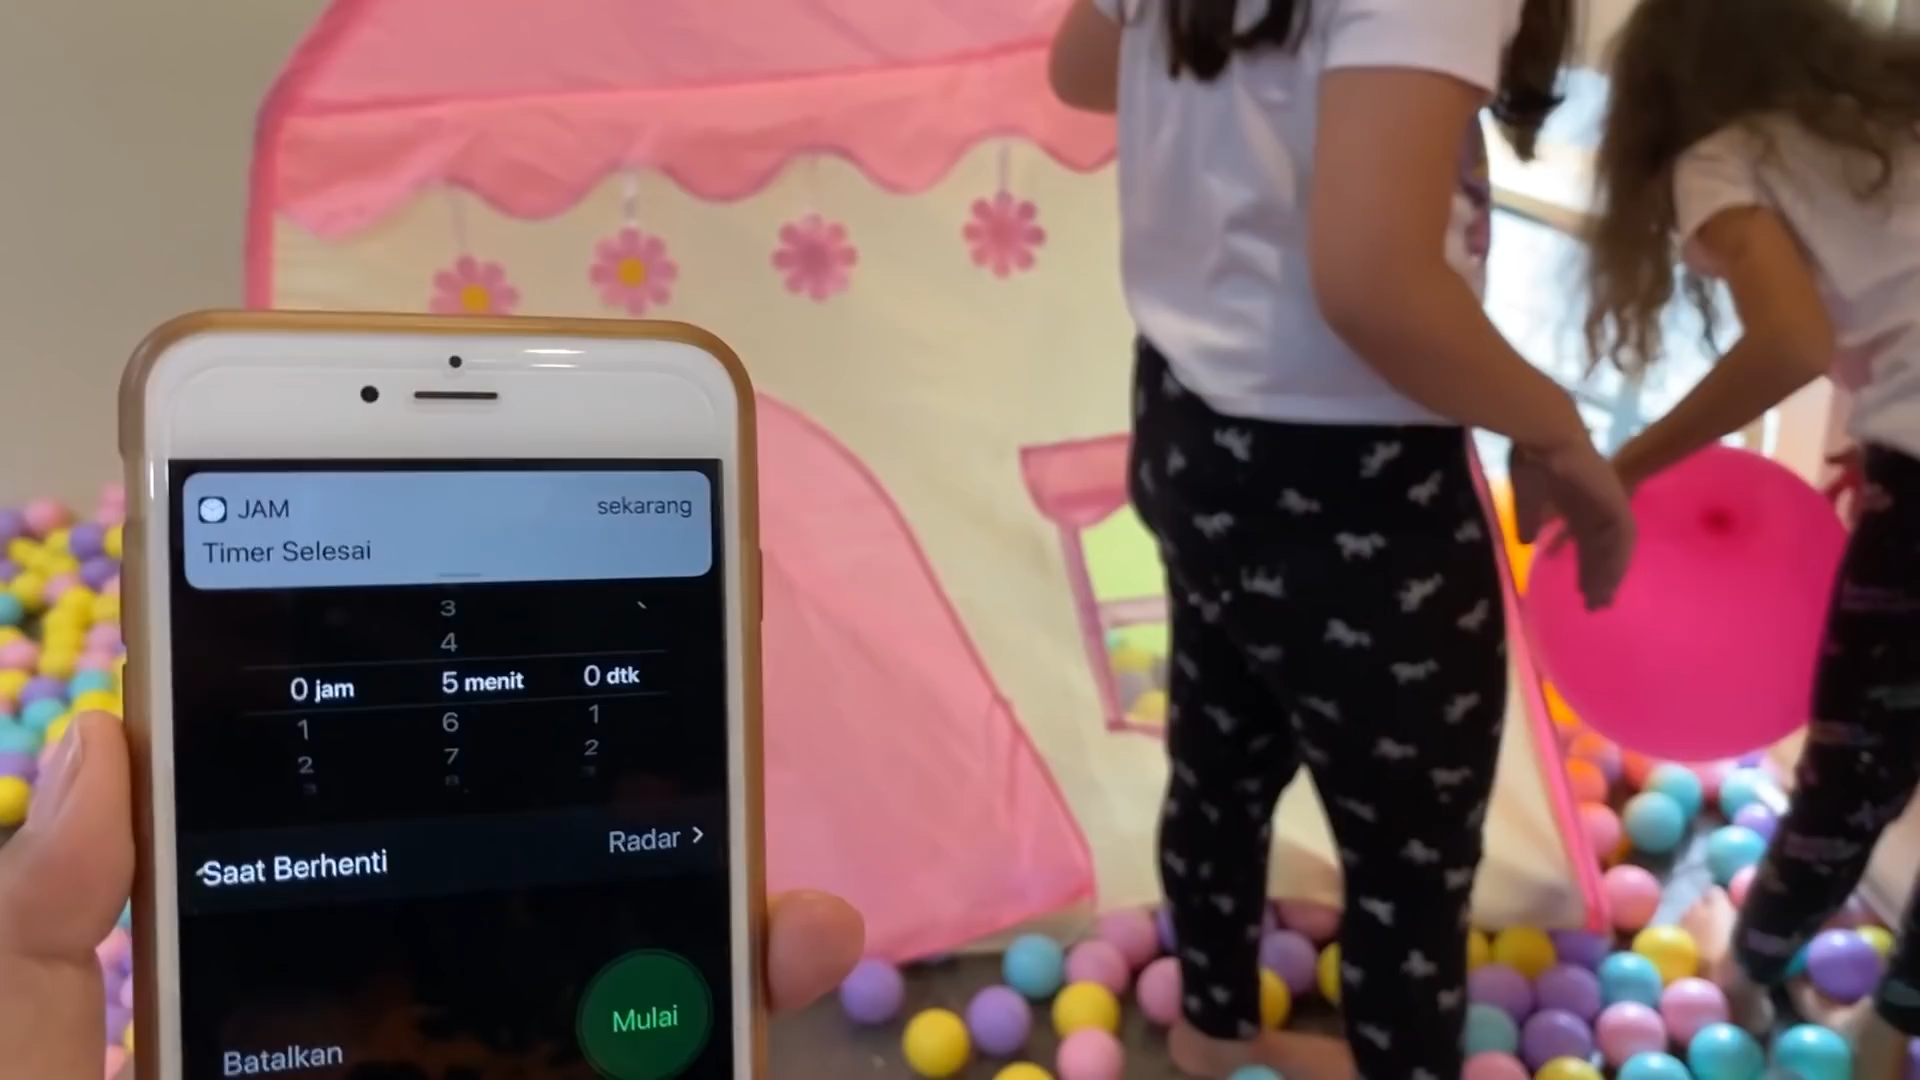 JAM sekarang
Timer Selesai
3
4
0 jam 5 menit 0 dtk
1 6 1
2 7 2
8
Saat Berhenti Radar >
Batalkan Mulai